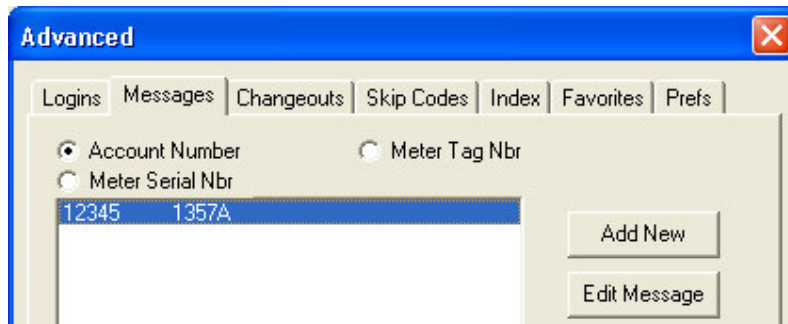 Advanced
Logins Messages Changeouts Skip Codes Index Favorites Prefs
Account Number Meter Tag Nbr
Meter Serial Nbr
12345 1357A
Add New
Edit Message